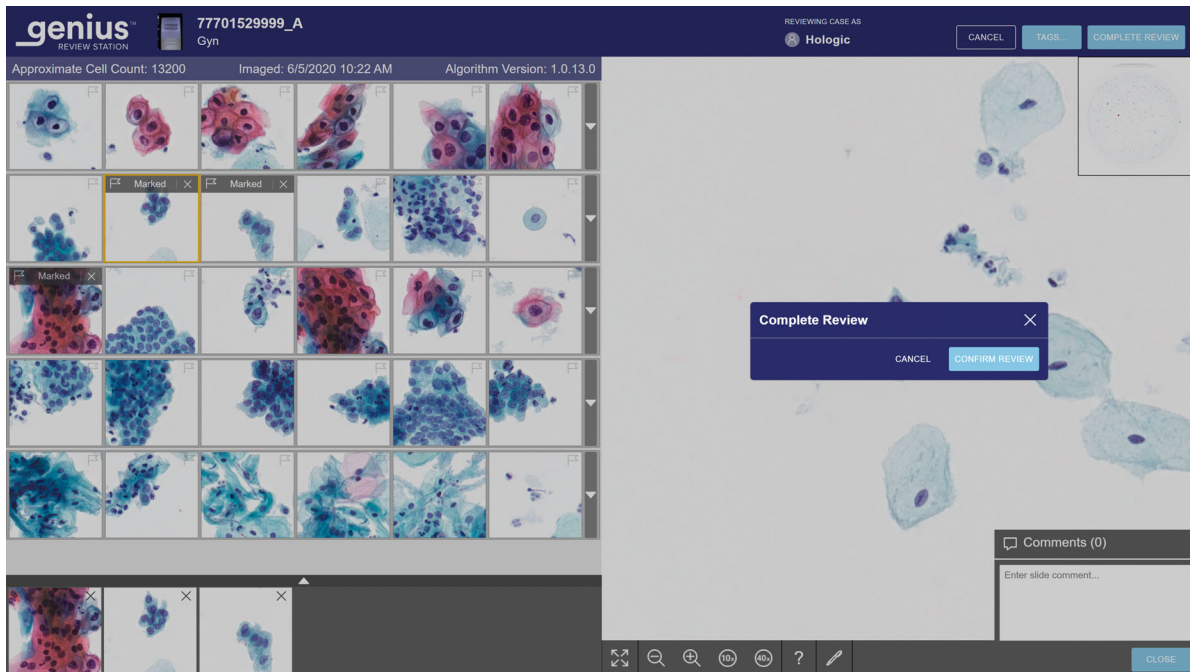 genius™
REVIEW STATION
77701529999_A
Gyn
REVIEWING CASE AS
Hologic
CANCEL
TAGS...
COMPLETE REVIEW
Approximate Cell Count: 13200
Imaged: 6/5/2020 10:22 AM
Algorithm Version: 1.0.13.0
Marked
Marked
Marked
Complete Review
CANCEL
CONFIRM REVIEW
Comments (0)
Enter slide comment...
10x
40x
?
CLOSE